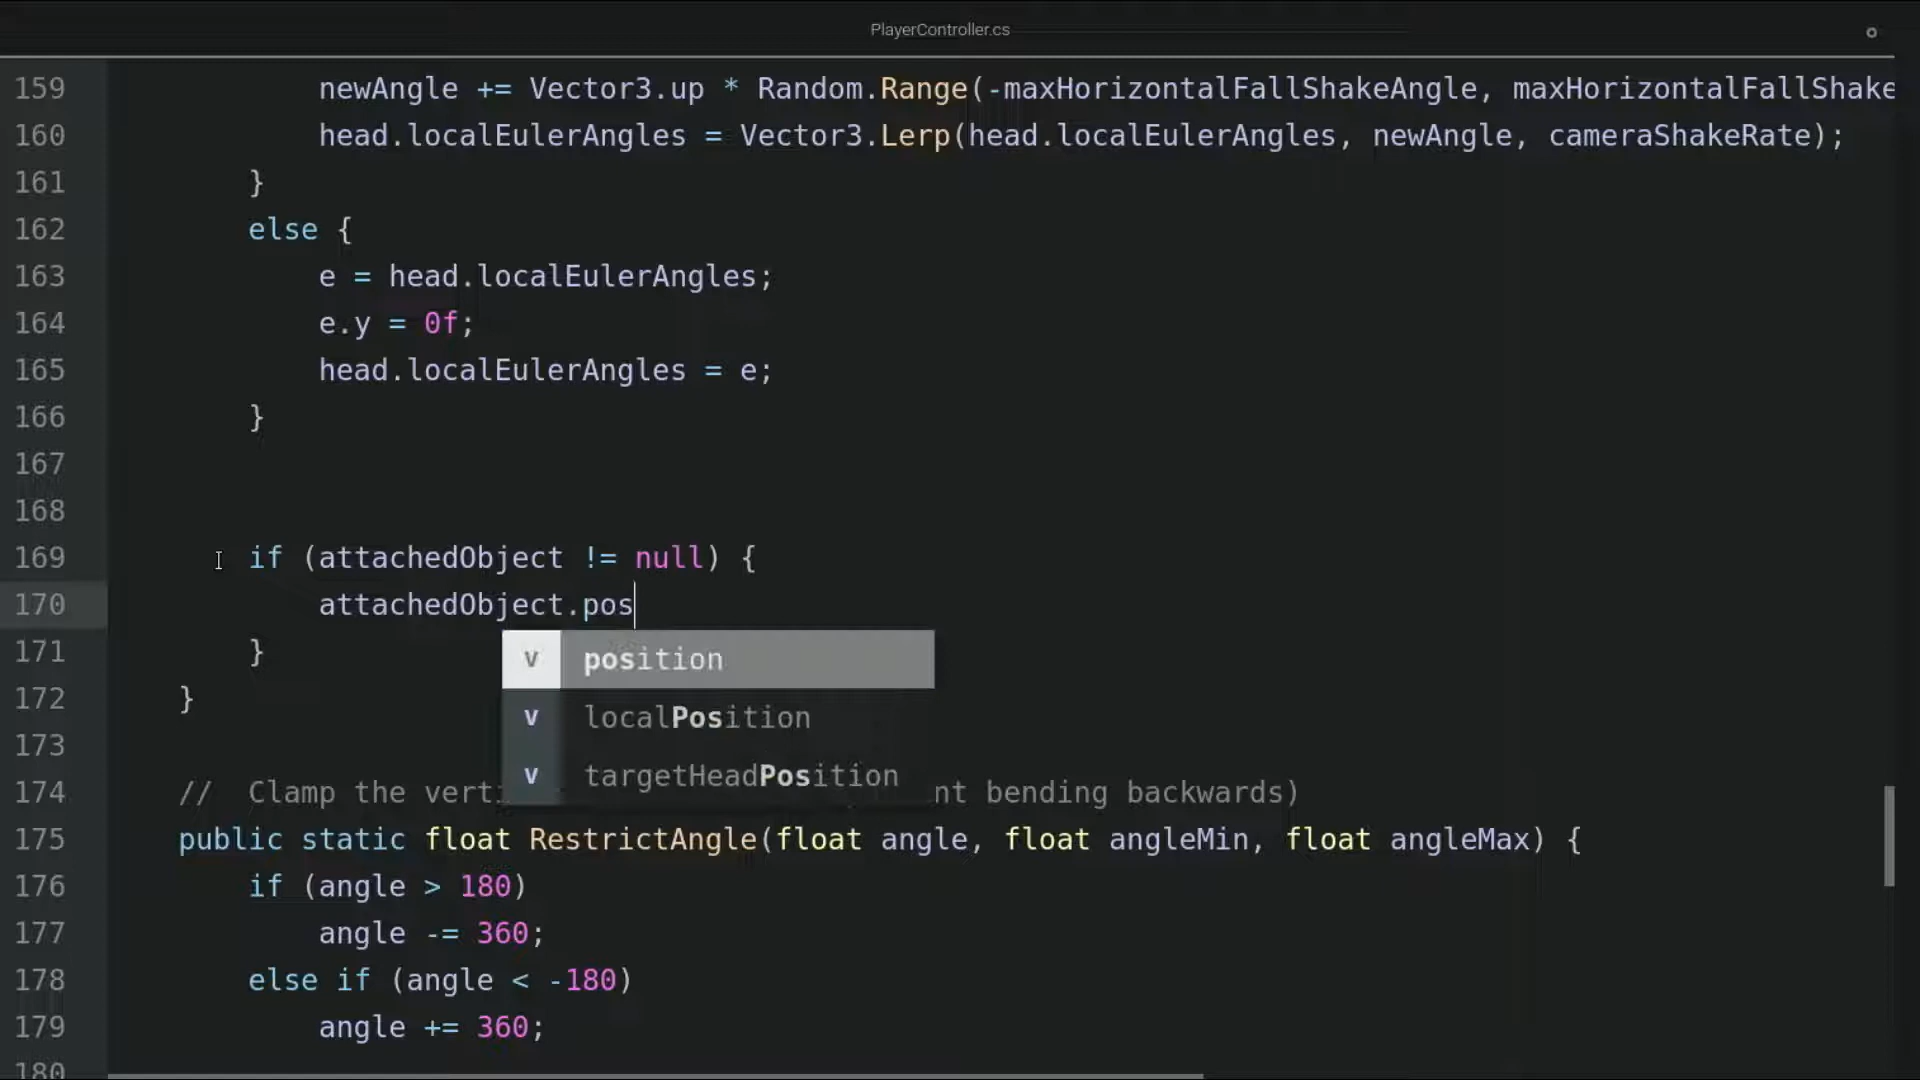 PlayerController.cs
159 newAngle += Vector3.up * Random.Range(-maxHorizontalFallShakeAngle, maxHorizontalFallShake
160 head.localEulerAngles = Vector3.Lerp(head.localEulerAngles, newAngle, cameraShakeRate);
161 }
162 else {
163 e = head.localEulerAngles;
164 e.y = 0f;
165 head.localEulerAngles = e;
166 }
167
168
169 if (attachedObject != null) {
170 attachedObject.pos
v position
171 }
172 }
v localPosition
173
v targetHeadPosition
174 // Clamp the nt bending backwards)
175 public static float RestrictAngle(float angle, float angleMin, float angleMax) {
176 if (angle > 180)
177 angle -= 360;
178 else if (angle < -180)
179 angle += 360;
180